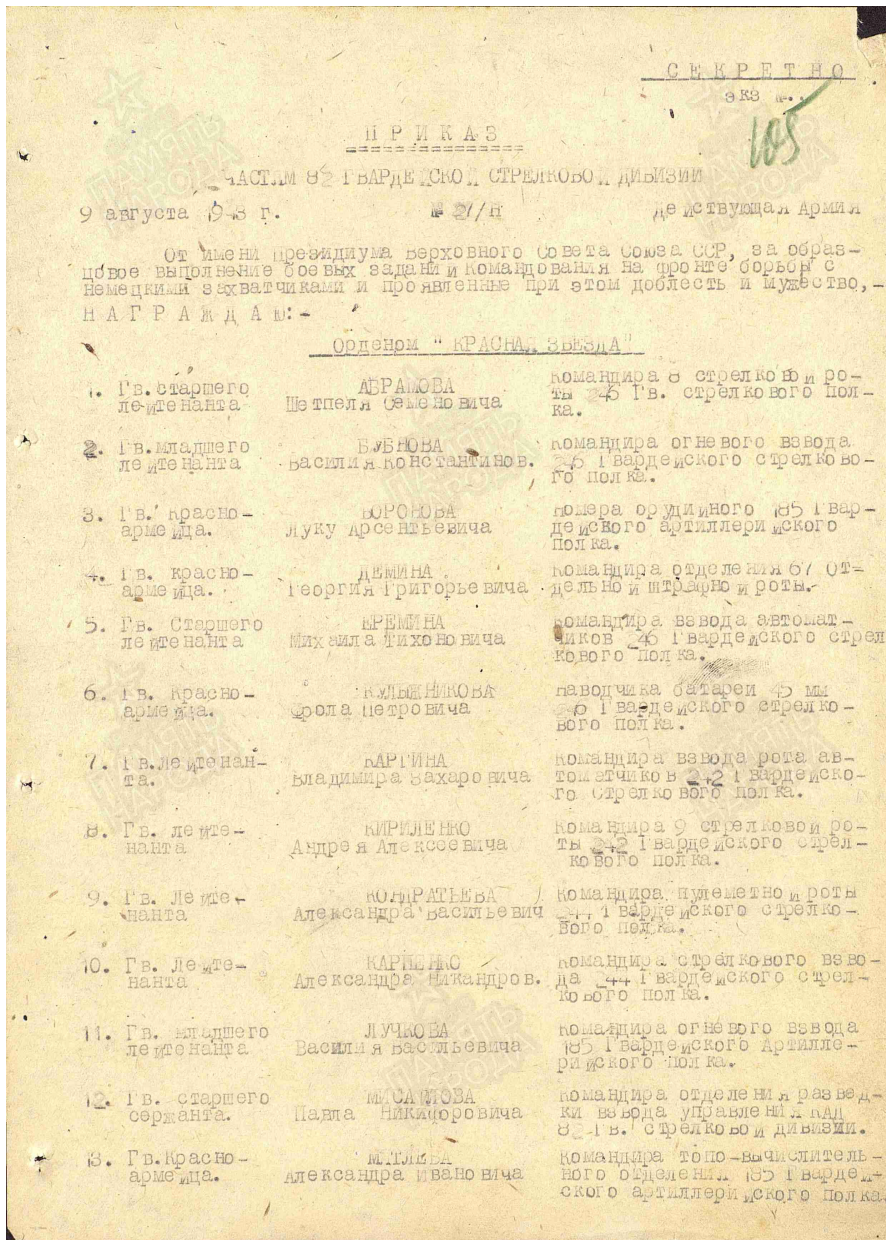 СЕКРЕТНО
экз №..
105
ПРИКАЗ
ЧАСТЯМ 82 ГВАРДЕЙСКОЙ СТРЕЛКОВОЙ ДИВИЗИИ
9 августа 1943 г. № 21/Н Действующая Армия
От имени Президиума Верховного Совета Союза ССР, за образ-
цовое выполнение боевых заданий Командования на фронте борьбы с
немецкими захватчиками и проявленные при этом доблесть и мужество,-
НАГРАЖДАЮ:-
Орденом "КРАСНАЯ ЗВЕЗДА"
1. Гв.старшего АБРАМОВА Командира 8 стрелковой ро-
лейтенанта Шетпеля Семеновича ты 246 Гв. стрелкового пол-
ка.
2. Гв.младшего БУБНОВА Командира огневого взвода
лейтенанта Василия Константинов. 246 Гвардейского стрелково-
го полка.
3. Гв. Красно- ВОРОНОВА Номера орудийного 185 Гвар-
армейца. Луку Арсентьевича дейского артиллерийского
полка.
4. Гв. красно- ДЕМИНА Командира отделения 67 От-
армейца. Георгия Григорьевича дельной штрафной роты.-
5. Гв. Старшего ЕРЕМИНА Командира взвода автомат-
лейтенанта Михаила Тихоновича чиков 246 Гвардейского стрел
кового полка.
6. Гв. Красно- КУЛЫЖНИКОВА Наводчика батареи 45 мм
армейца. Фрола Петровича 246 Гвардейского стрелко-
вого полка.
7. Гв.лейтенан- КАРГИНА Командира взвода рота ав-
та. Владимира Захаровича томатчиков 242 Гвардейско-
го Стрелкового полка.
8. Гв. лейте- КИРИЛЕНКО Командира 9 стрелковой ро-
нанта Андрея Алексеевича ты 242 Гвардейского стрел-
кового полка.
9. Гв. Лейте- КОНДРАТЬЕВА Командира пулеметной роты
нанта Александра Васильевич 244 Гвардейского стрелко-
вого полка.
10. Гв. Лейте- КАРПЕНКО Командира стрелкового взво-
нанта Александра Никандров. да 244 Гвардейского стрел-
кового полка.
11. Гв. младшего ЛУЧКОВА Командира огневого взвода
лейтенанта Василия Васильевича 185 Гвардейского Артилле-
рийского полка.
12. Гв. старшего МИСАИЛОВА Командира отделения развед-
сержанта. Павла Никифоровича ки взвода управления КАД
82 Гв. стрелковой дивизии.
13. Гв.Красно- МЯТЛЕВА Командира топо-вычислитель-
армейца. Александра Ивановича ного отделения 185 Гвардей-
ского артиллерийского полка.